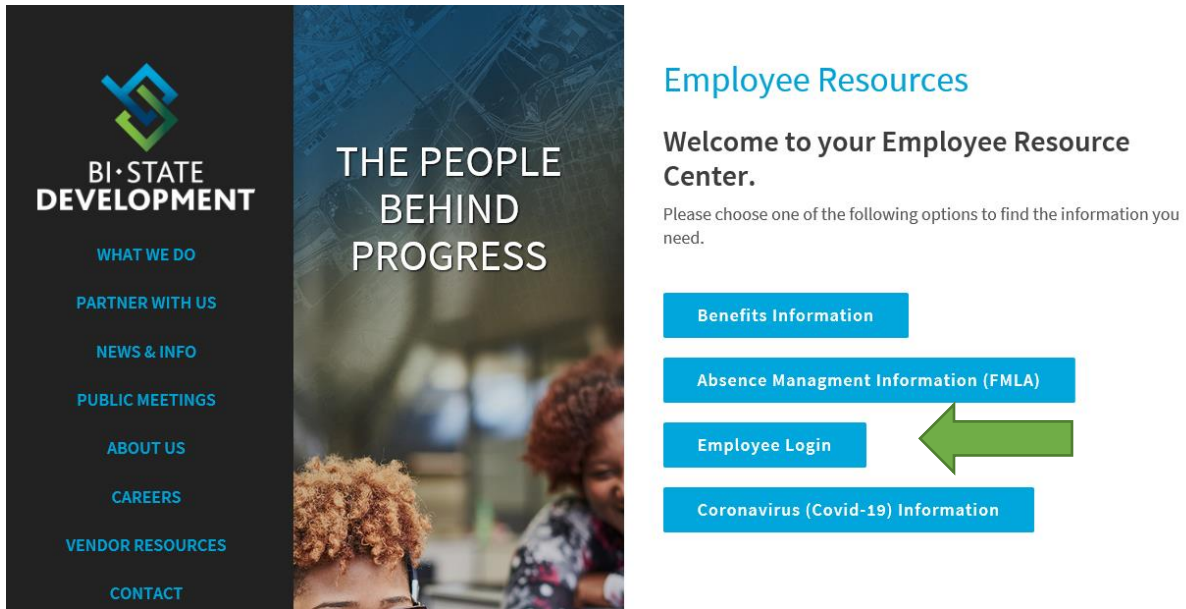 BI·STATE
DEVELOPMENT
WHAT WE DO
PARTNER WITH US
NEWS & INFO
PUBLIC MEETINGS
ABOUT US
CAREERS
VENDOR RESOURCES
CONTACT
THE PEOPLE
BEHIND
PROGRESS
Employee Resources
Welcome to your Employee Resource
Center.
Please choose one of the following options to find the information you
need.
Benefits Information
Absence Managment Information (FMLA)
Employee Login
Coronavirus (Covid-19) Information